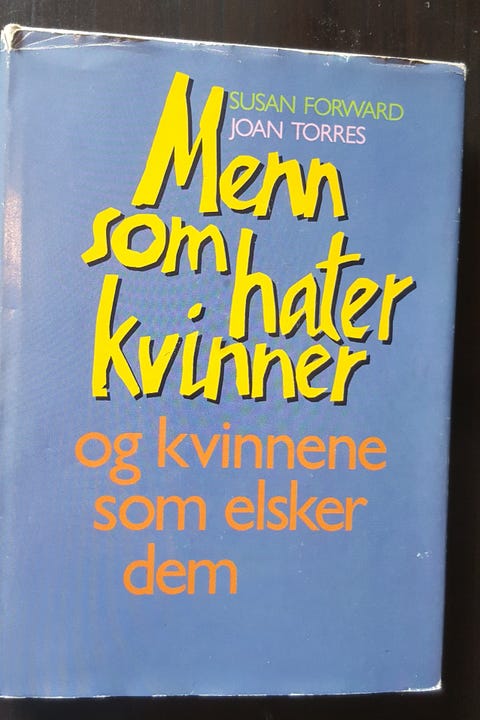 SUSAN FORWARD
JOAN TORRES
Menn
som hater
kvinner
og kvinnene
som elsker
dem